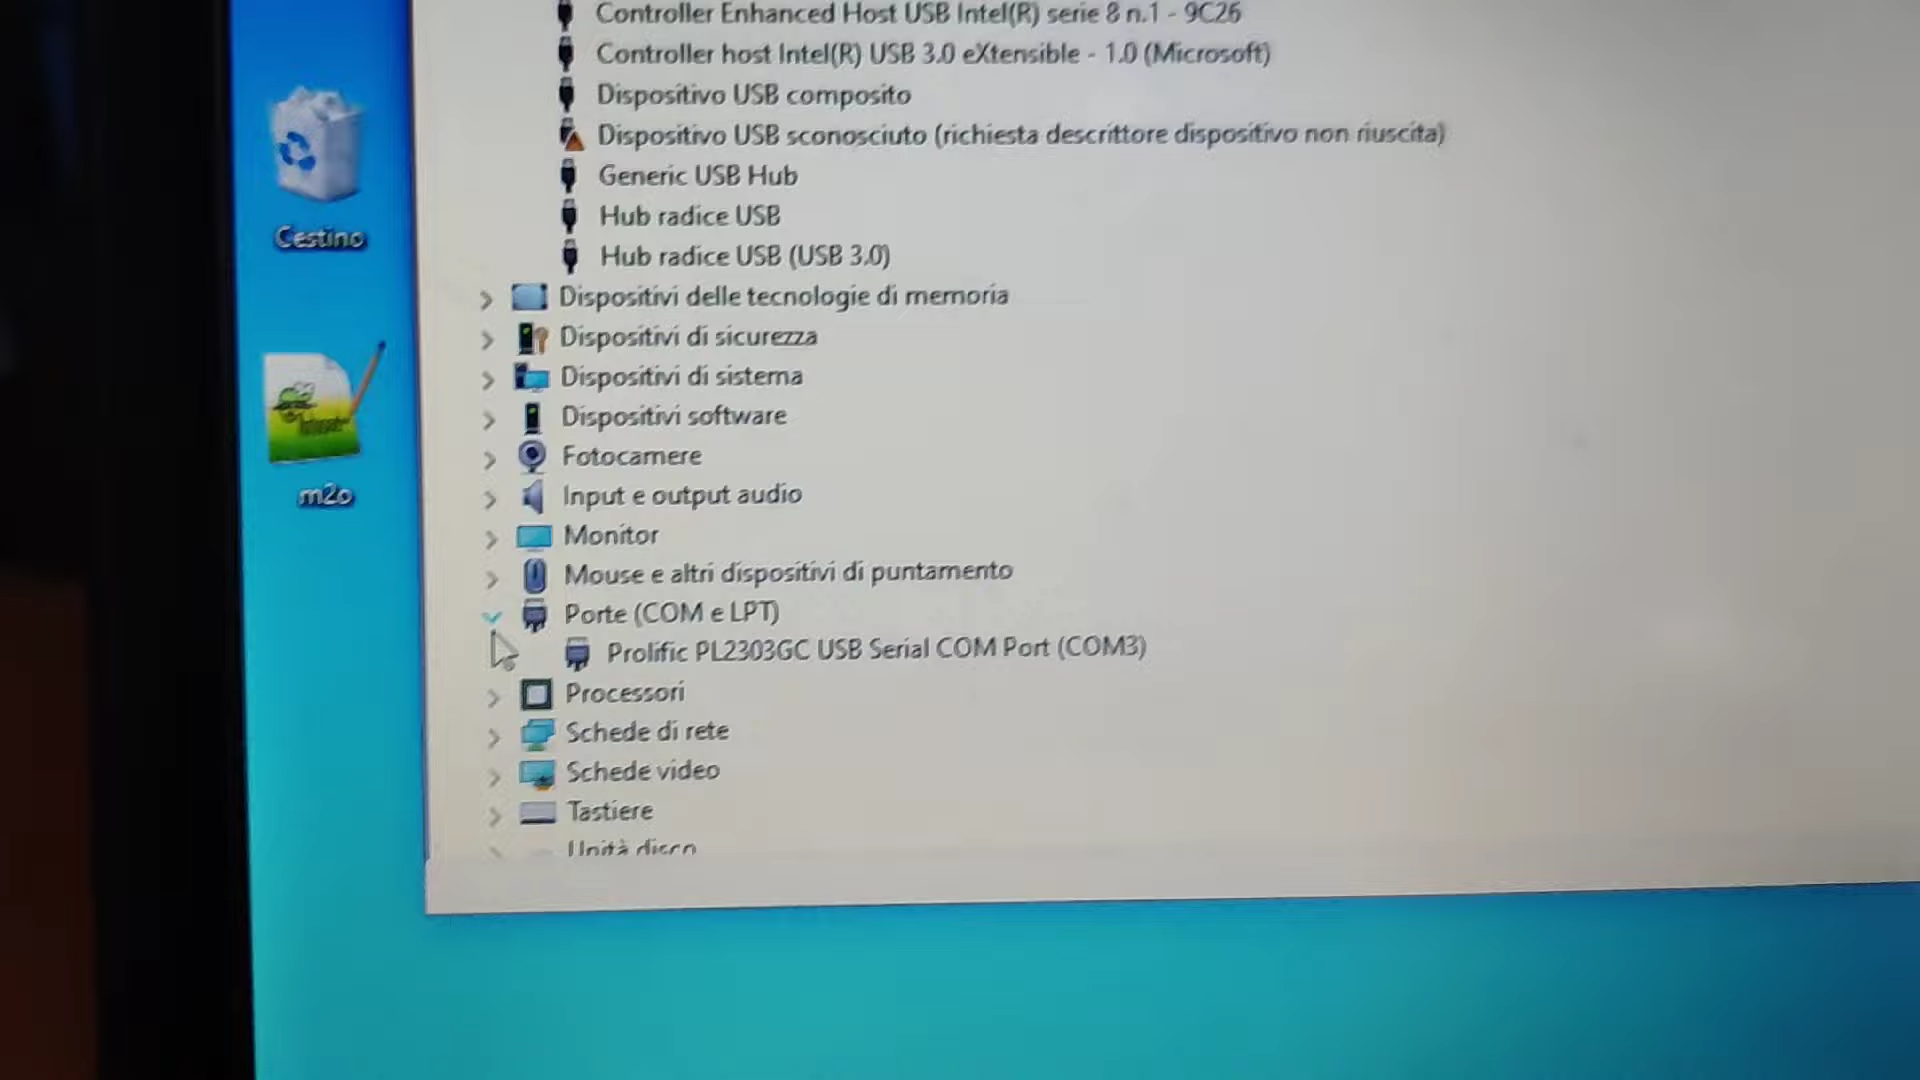 Controller Enhanced Host USB Intel(R) serie 8 n.1 - 9C26
Controller host Intel(R) USB 3.0 eXtensible - 1.0 (Microsoft)
Dispositivo USB composito
Dispositivo USB sconosciuto (richiesta descrittore dispositivo non riuscita)
Generic USB Hub
Hub radice USB
Hub radice USB (USB 3.0)
Dispositivi delle tecnologie di memoria
Dispositivi di sicurezza
Dispositivi di sistema
Dispositivi software
Fotocamere
Input e output audio
Monitor
Mouse e altri dispositivi di puntamento
Porte (COM e LPT)
Prolific PL2303GC USB Serial COM Port (COM3)
Processori
Schede di rete
Schede video
Tastiere
Unità disco
Cestino
m2o